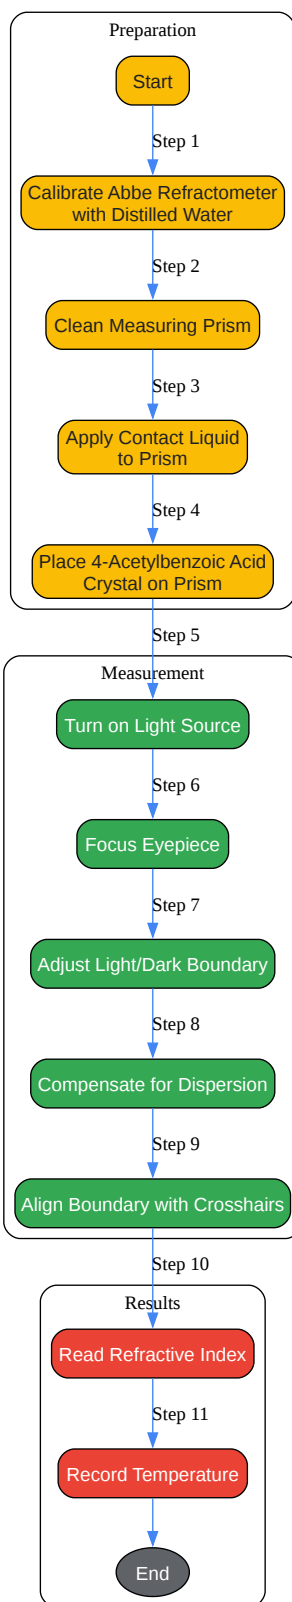 Preparation
Start
Step 1
Calibrate Abbe Refractometer
with Distilled Water
Step 2
Clean Measuring Prism
Step 3
Apply Contact Liquid
to Prism
Step 4
Place 4-Acetylbenzoic Acid
Crystal on Prism
Step 5
Measurement
Turn on Light Source
Step 6
Focus Eyepiece
Step 7
Adjust Light/Dark Boundary
Step 8
Compensate for Dispersion
Step 9
Align Boundary with Crosshairs
Step 10
Results
Read Refractive Index
Step 11
Record Temperature
End